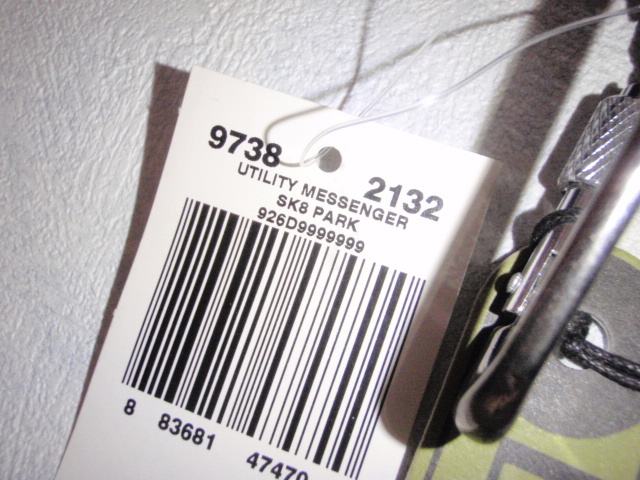 9738 2132
UTILITY MESSENGER
SK8 PARK
926D9999999
8 83681 47470